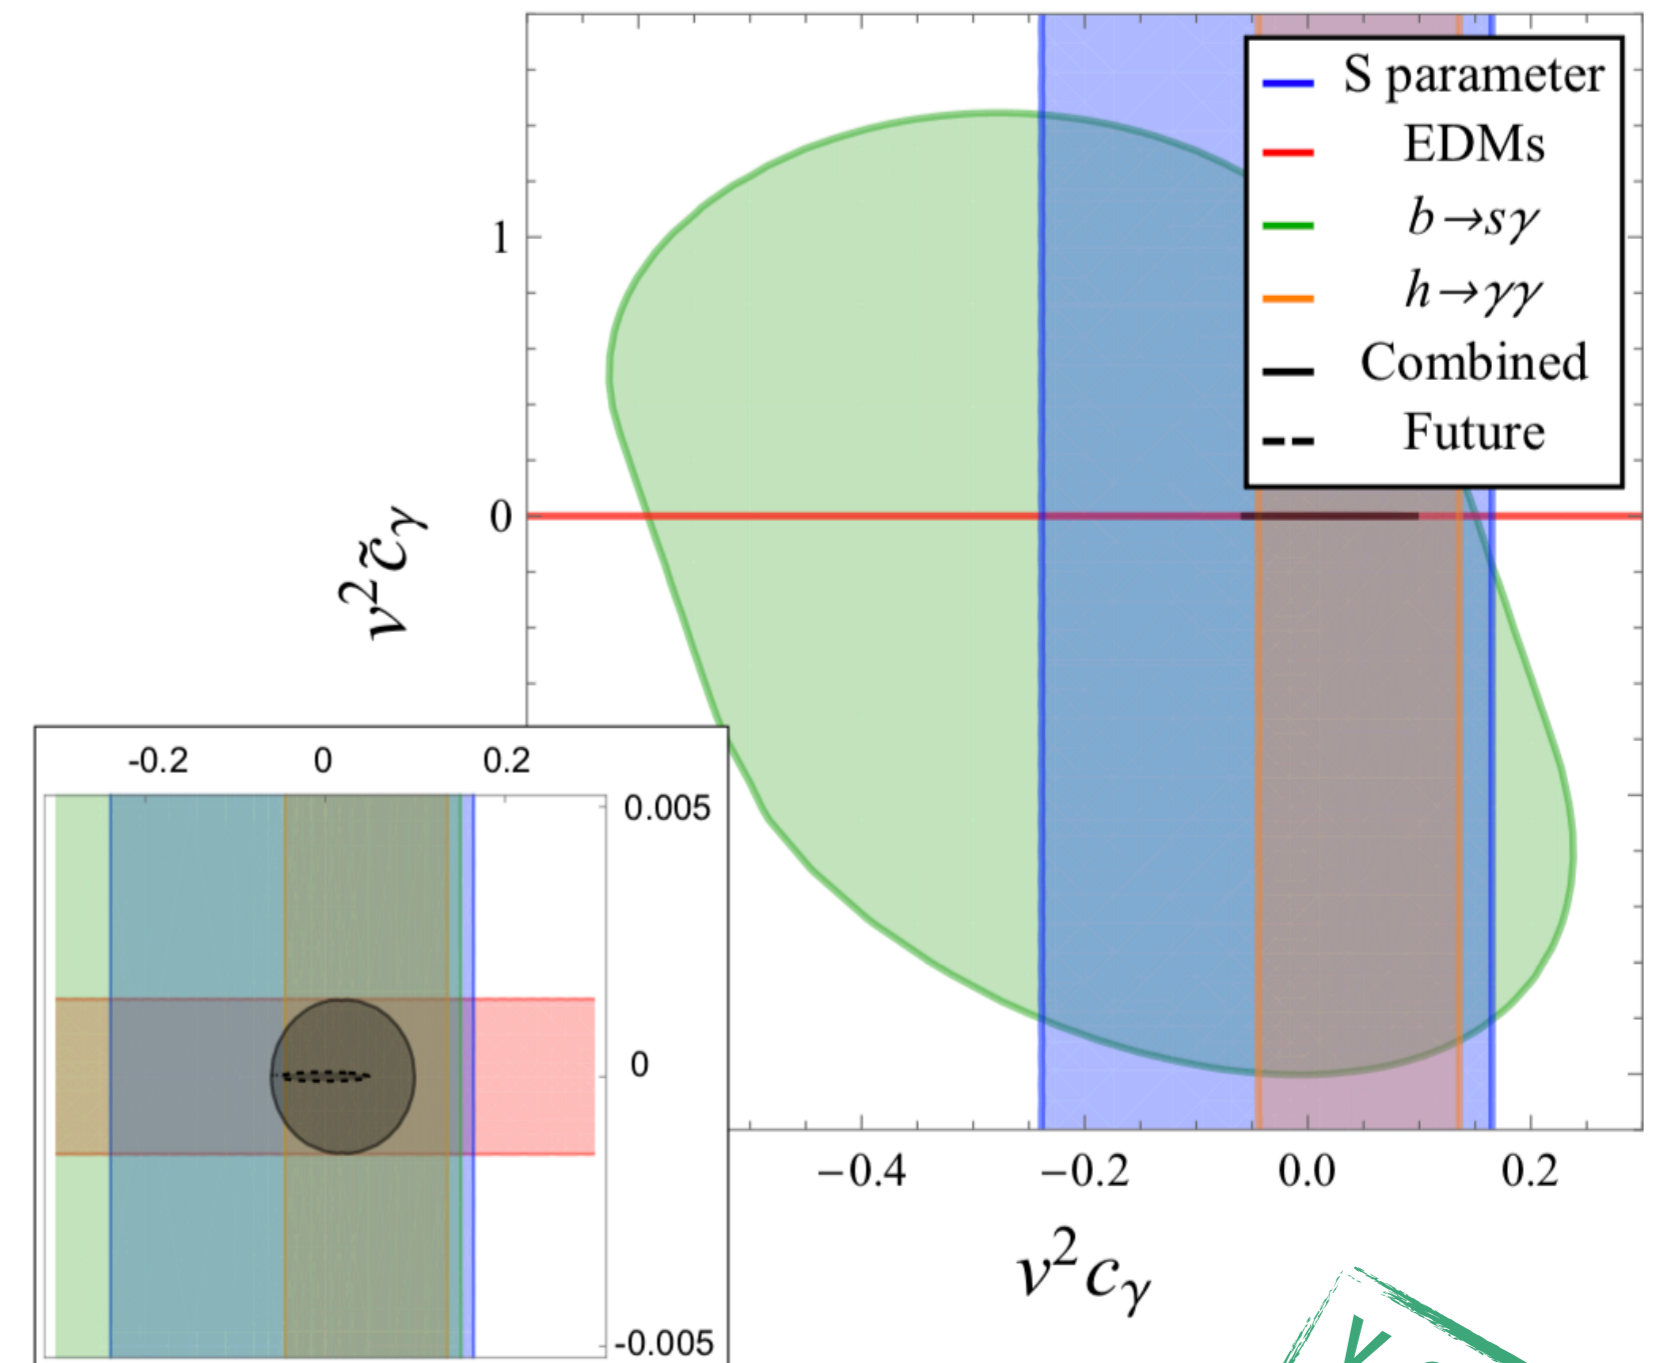 S parameter
EDMs
b→sγ
h→γγ
Combined
Future
1
0
v²c̃γ
−0.4 −0.2 0.0 0.2
v²cγ
-0.2 0 0.2
0.005
0
-0.005